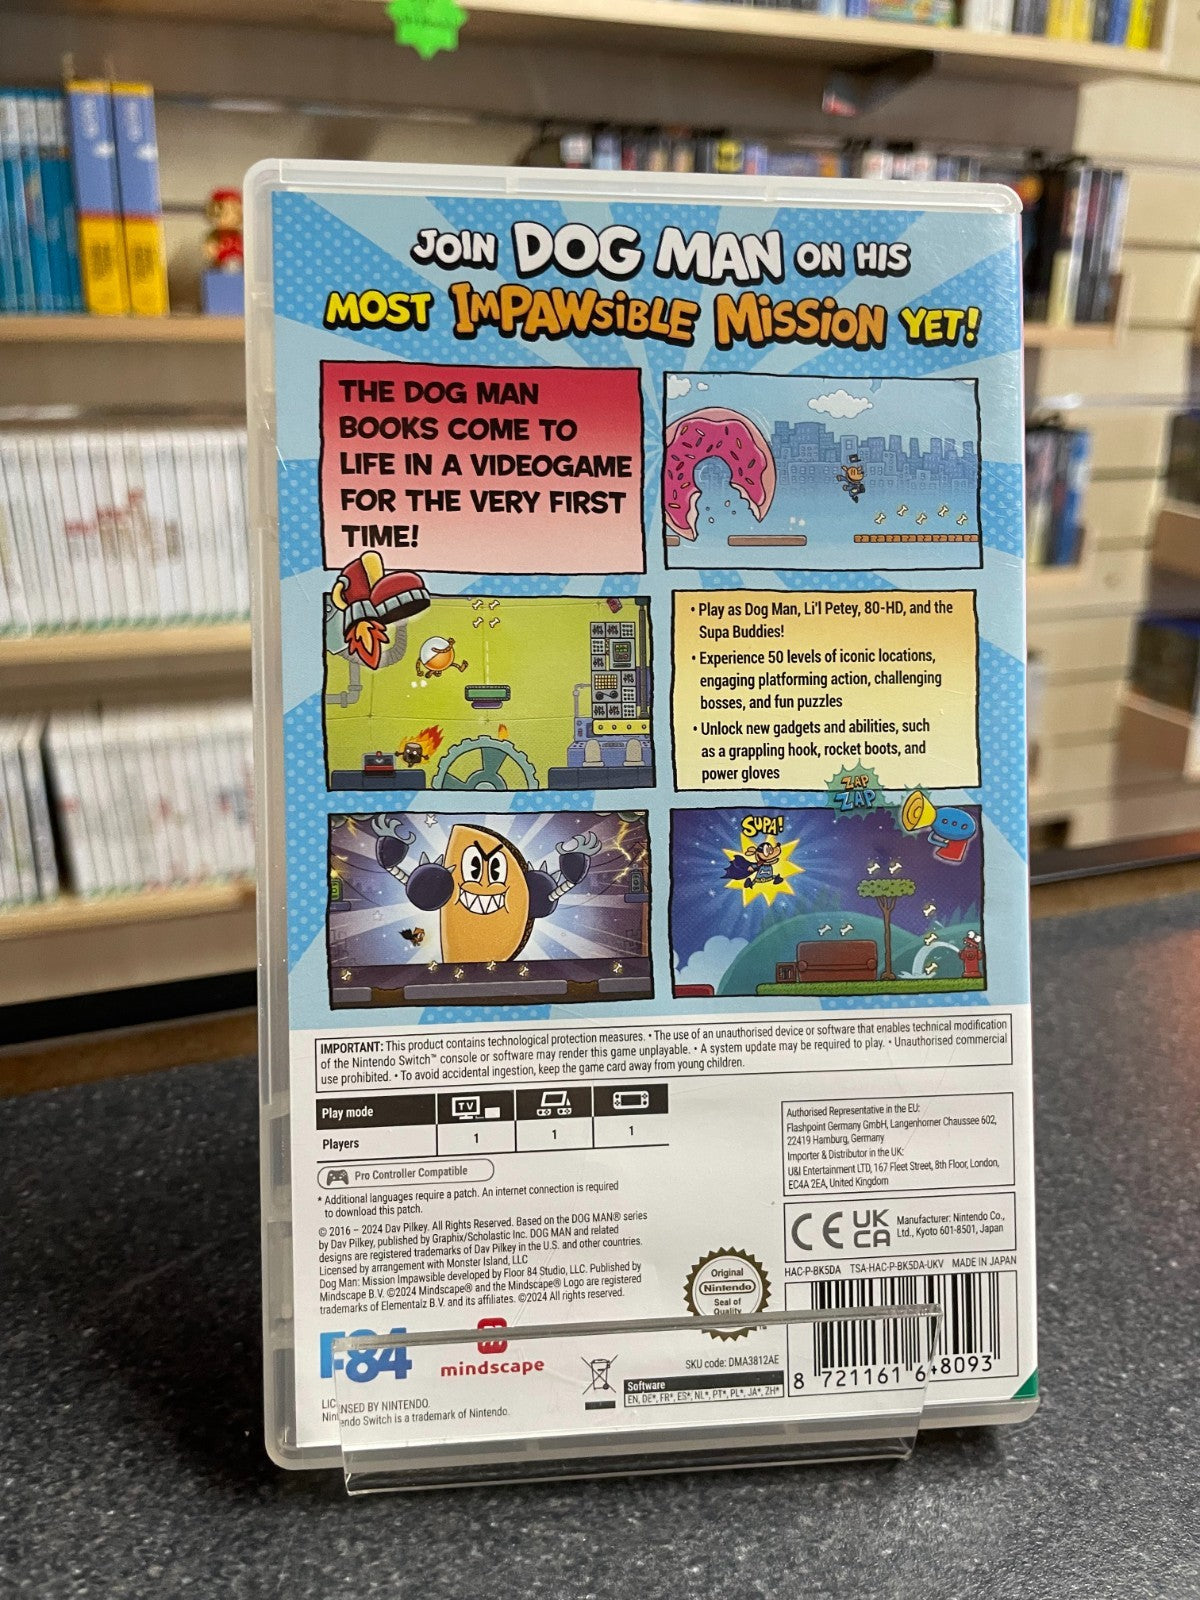 JOIN DOG MAN ON HIS
MOST IMPAWSIBLE MISSION YET!
THE DOG MAN
BOOKS COME TO
LIFE IN A VIDEOGAME
FOR THE VERY FIRST
TIME!
• Play as Dog Man, Li'l Petey, 80-HD, and the
Supa Buddies!
• Experience 50 levels of iconic locations,
engaging platforming action, challenging
bosses, and fun puzzles
• Unlock new gadgets and abilities, such
as a grappling hook, rocket boots, and
power gloves
ZAP
ZAP
SUPA!
IMPORTANT: This product contains technological protection measures. • The use of an unauthorised device or software that enables technical modification
of the Nintendo Switch™ console or software may render this game unplayable. • A system update may be required to play. • Unauthorised commercial
use prohibited. • To avoid accidental ingestion, keep the game card away from young children.
Play mode TV
Players 1 1 1
Pro Controller Compatible
* Additional languages require a patch. An internet connection is required
to download this patch.
© 2016 – 2024 Dav Pilkey. All Rights Reserved. Based on the DOG MAN® series
by Dav Pilkey, published by Graphix/Scholastic Inc. DOG MAN and related
designs are registered trademarks of Dav Pilkey in the U.S. and other countries.
Licensed by arrangement with Monster Island, LLC
Dog Man: Mission Impawsible developed by Floor 84 Studio, LLC. Published by
Mindscape B.V. ©2024 Mindscape® and the Mindscape® Logo are registered
trademarks of Elementalz B.V. and its affiliates. ©2024 All rights reserved.
Authorised Representative in the EU:
Flashpoint Germany GmbH, Langenhorner Chaussee 602,
22419 Hamburg, Germany
Importer & Distributor in the UK:
U&I Entertainment LTD, 167 Fleet Street, 8th Floor, London,
EC4A 2EA, United Kingdom
CE UK
CA
Manufacturer: Nintendo Co.,
Ltd., Kyoto 601-8501, Japan
HAC-P-BK5DA TSA-HAC-P-BK5DA-UKV MADE IN JAPAN
Original
Nintendo
Seal of
Quality
TM
F84
mindscape
SKU code: DMA3812AE
Software
EN, DE*, FR*, ES*, NL*, PT*, PL*, JA*, ZH*
8 721161 648093
LICENSED BY NINTENDO.
Nintendo Switch is a trademark of Nintendo.